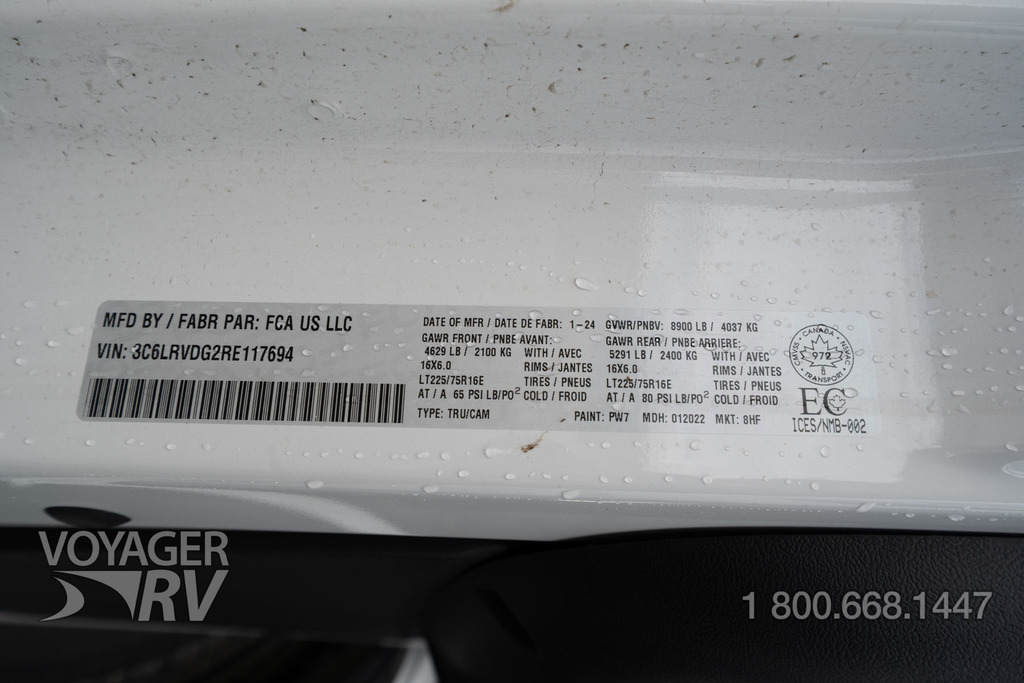 MFD BY / FABR PAR: FCA US LLC
VIN: 3C6LRVDG2RE117694
DATE OF MFR / DATE DE FABR: 1-24 GVWR/PNBV: 8900 LB / 4037 KG
GAWR FRONT / PNBE AVANT: GAWR REAR / PNBE ARRIERE:
4629 LB / 2100 KG WITH / AVEC 5291 LB / 2400 KG WITH / AVEC
16X6.0 RIMS / JANTES 16X6.0 RIMS / JANTES
LT225/75R16E TIRES / PNEUS LT225/75R16E TIRES / PNEUS
AT / A 65 PSI LB/PO² COLD / FROID AT / A 80 PSI LB/PO² COLD / FROID
TYPE: TRU/CAM PAINT: PW7 MDH: 012022 MKT: 8HF
CANADA
CMVSS 972 NSVAC
TRANSPORT
EC
ICES/NMB-002
VOYAGER
RV
1 800.668.1447